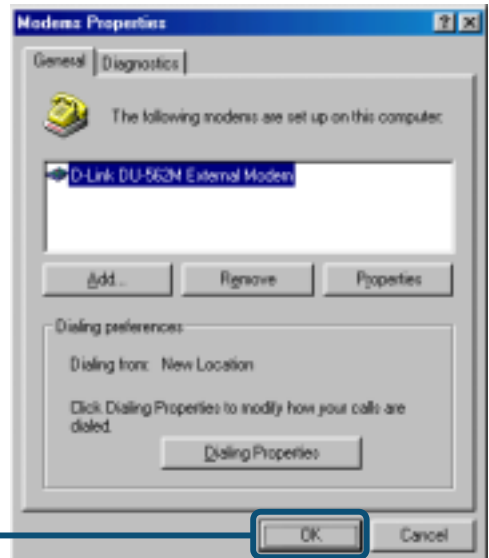 Modems Properties
General Diagnostics
The following modems are set up on this computer:
D-Link DU-562M External Modem
Add... Remove Properties
Dialing preferences
Dialing from: New Location
Click Dialing Properties to modify how your calls are
dialed.
Dialing Properties
OK Cancel